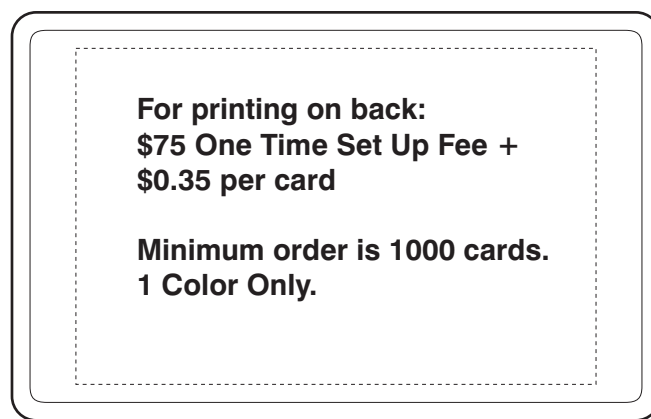 For printing on back:
$75 One Time Set Up Fee +
$0.35 per card
Minimum order is 1000 cards.
1 Color Only.